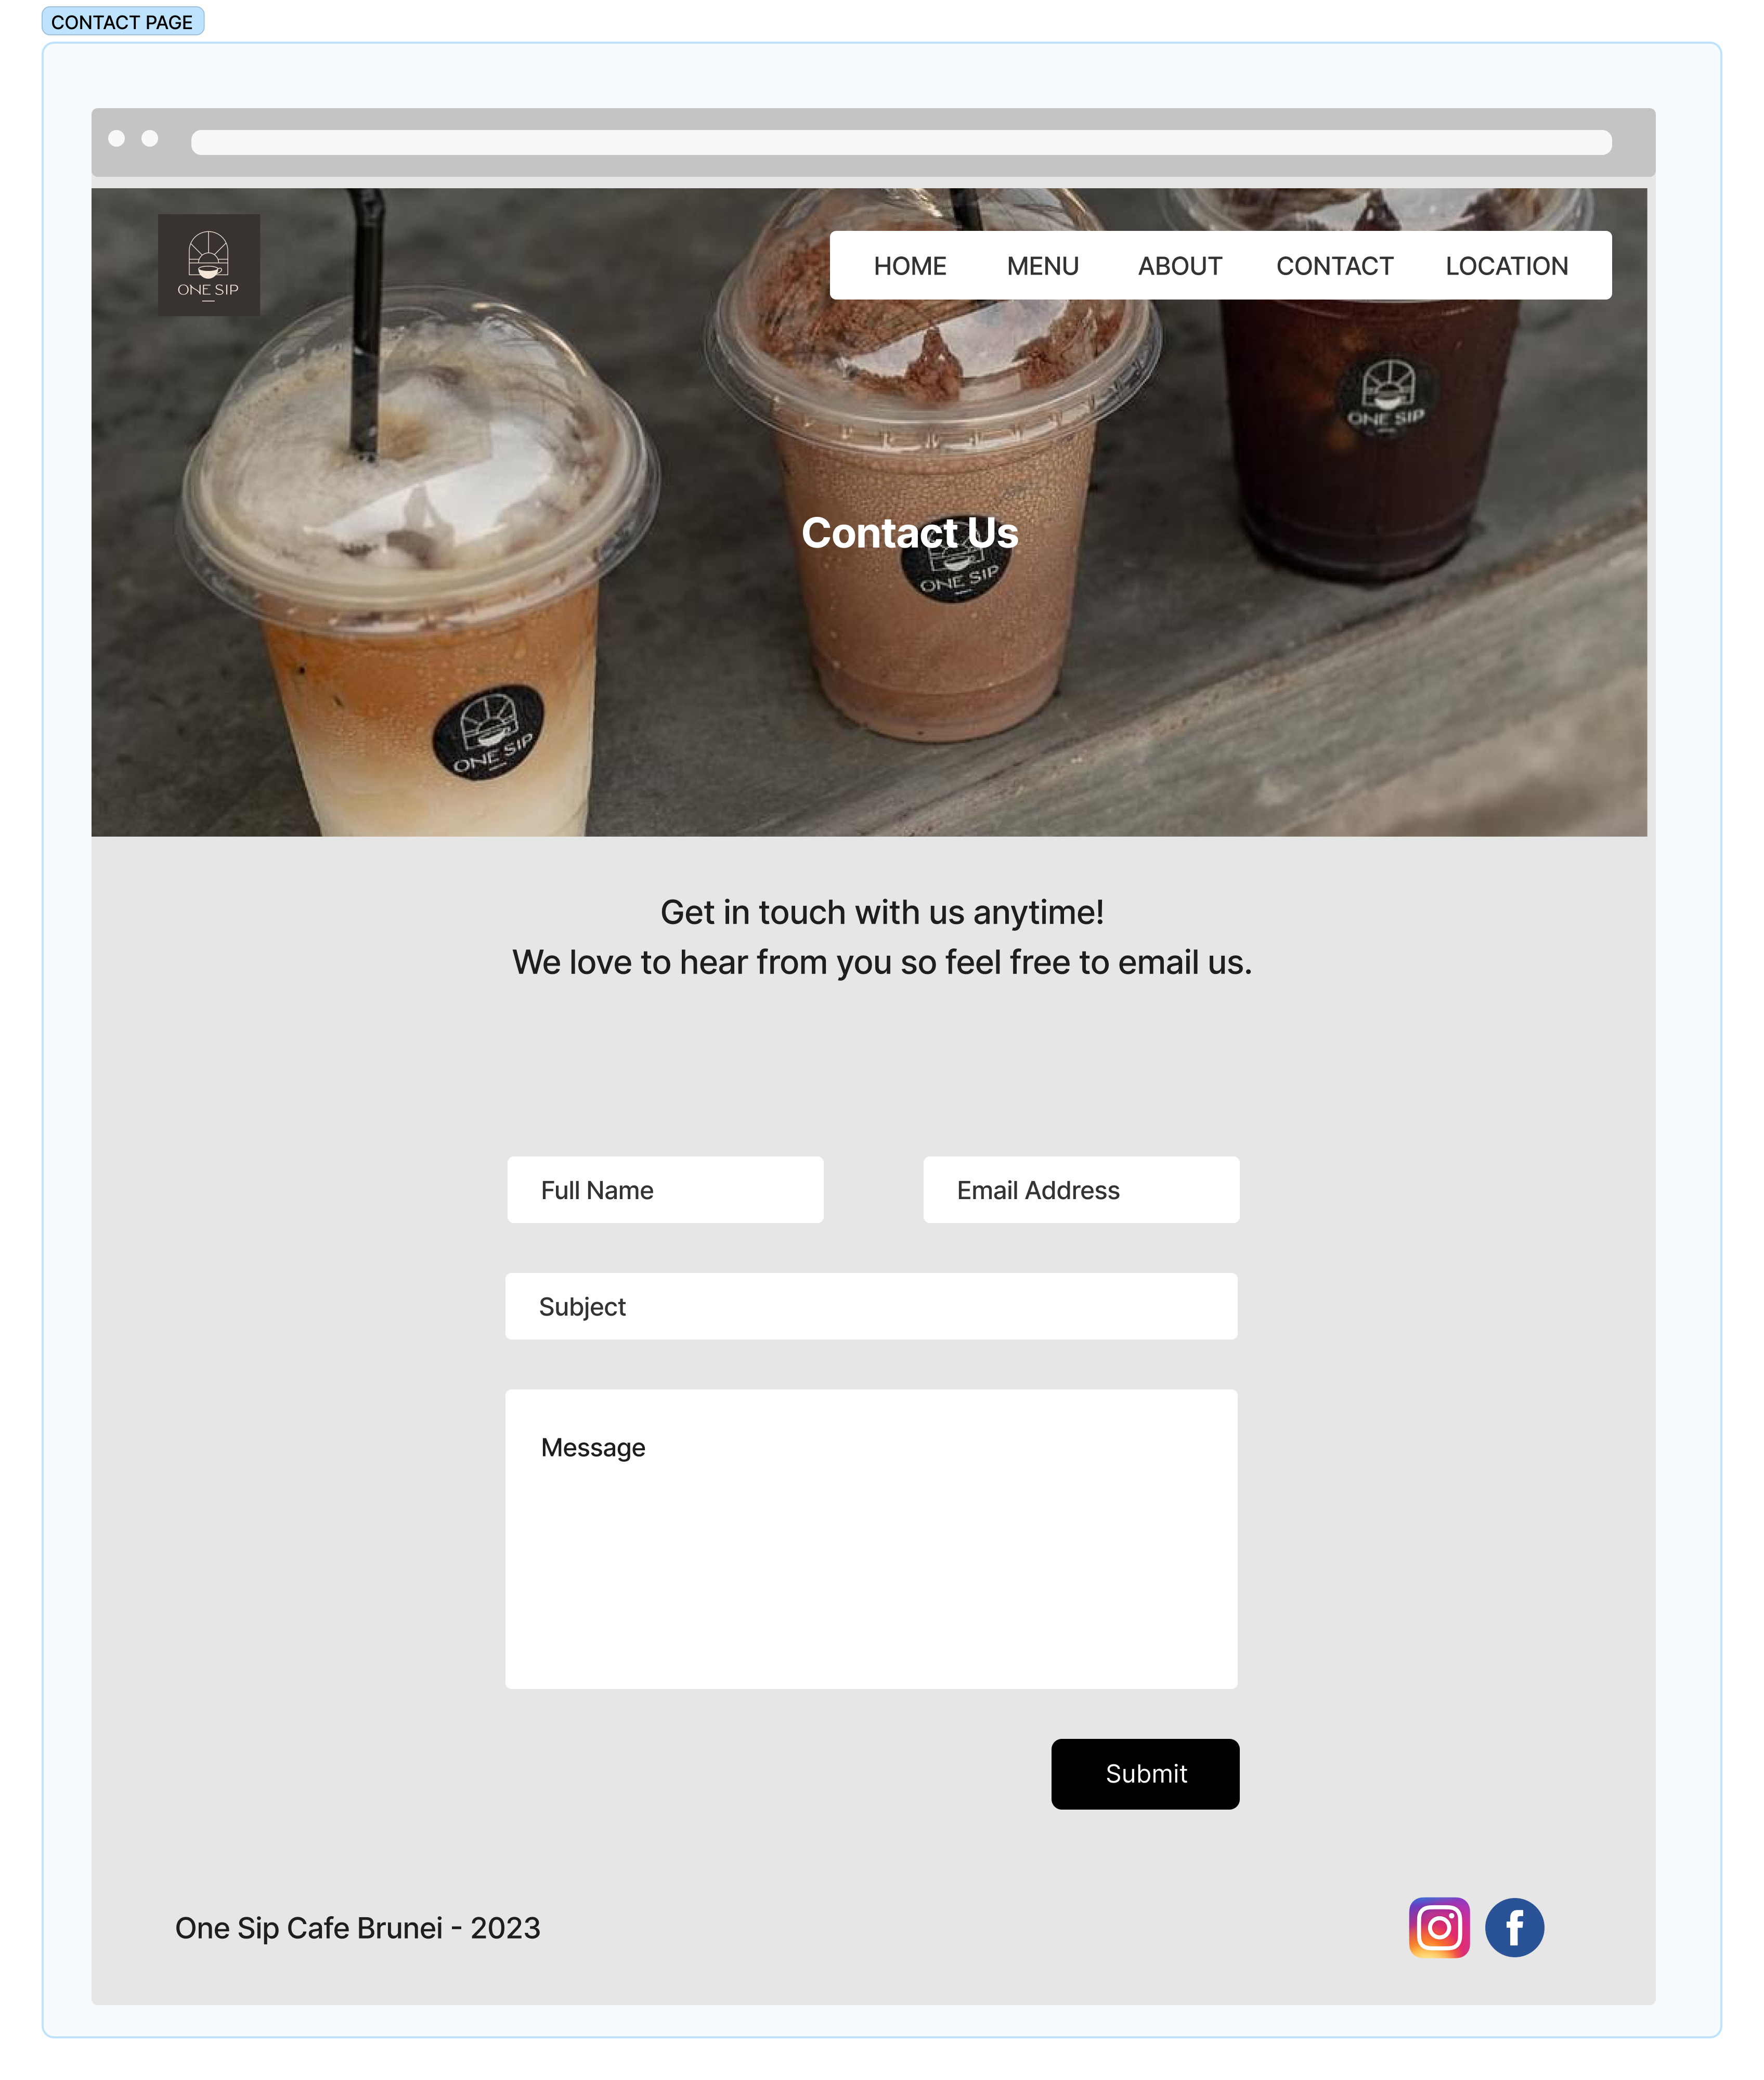 CONTACT PAGE
ONE SIP
HOME MENU ABOUT CONTACT LOCATION
ONE SIP
Contact Us
ONE SIP
ONE SIP
Get in touch with us anytime!
We love to hear from you so feel free to email us.
Full Name Email Address
Subject
Message
Submit
One Sip Cafe Brunei - 2023